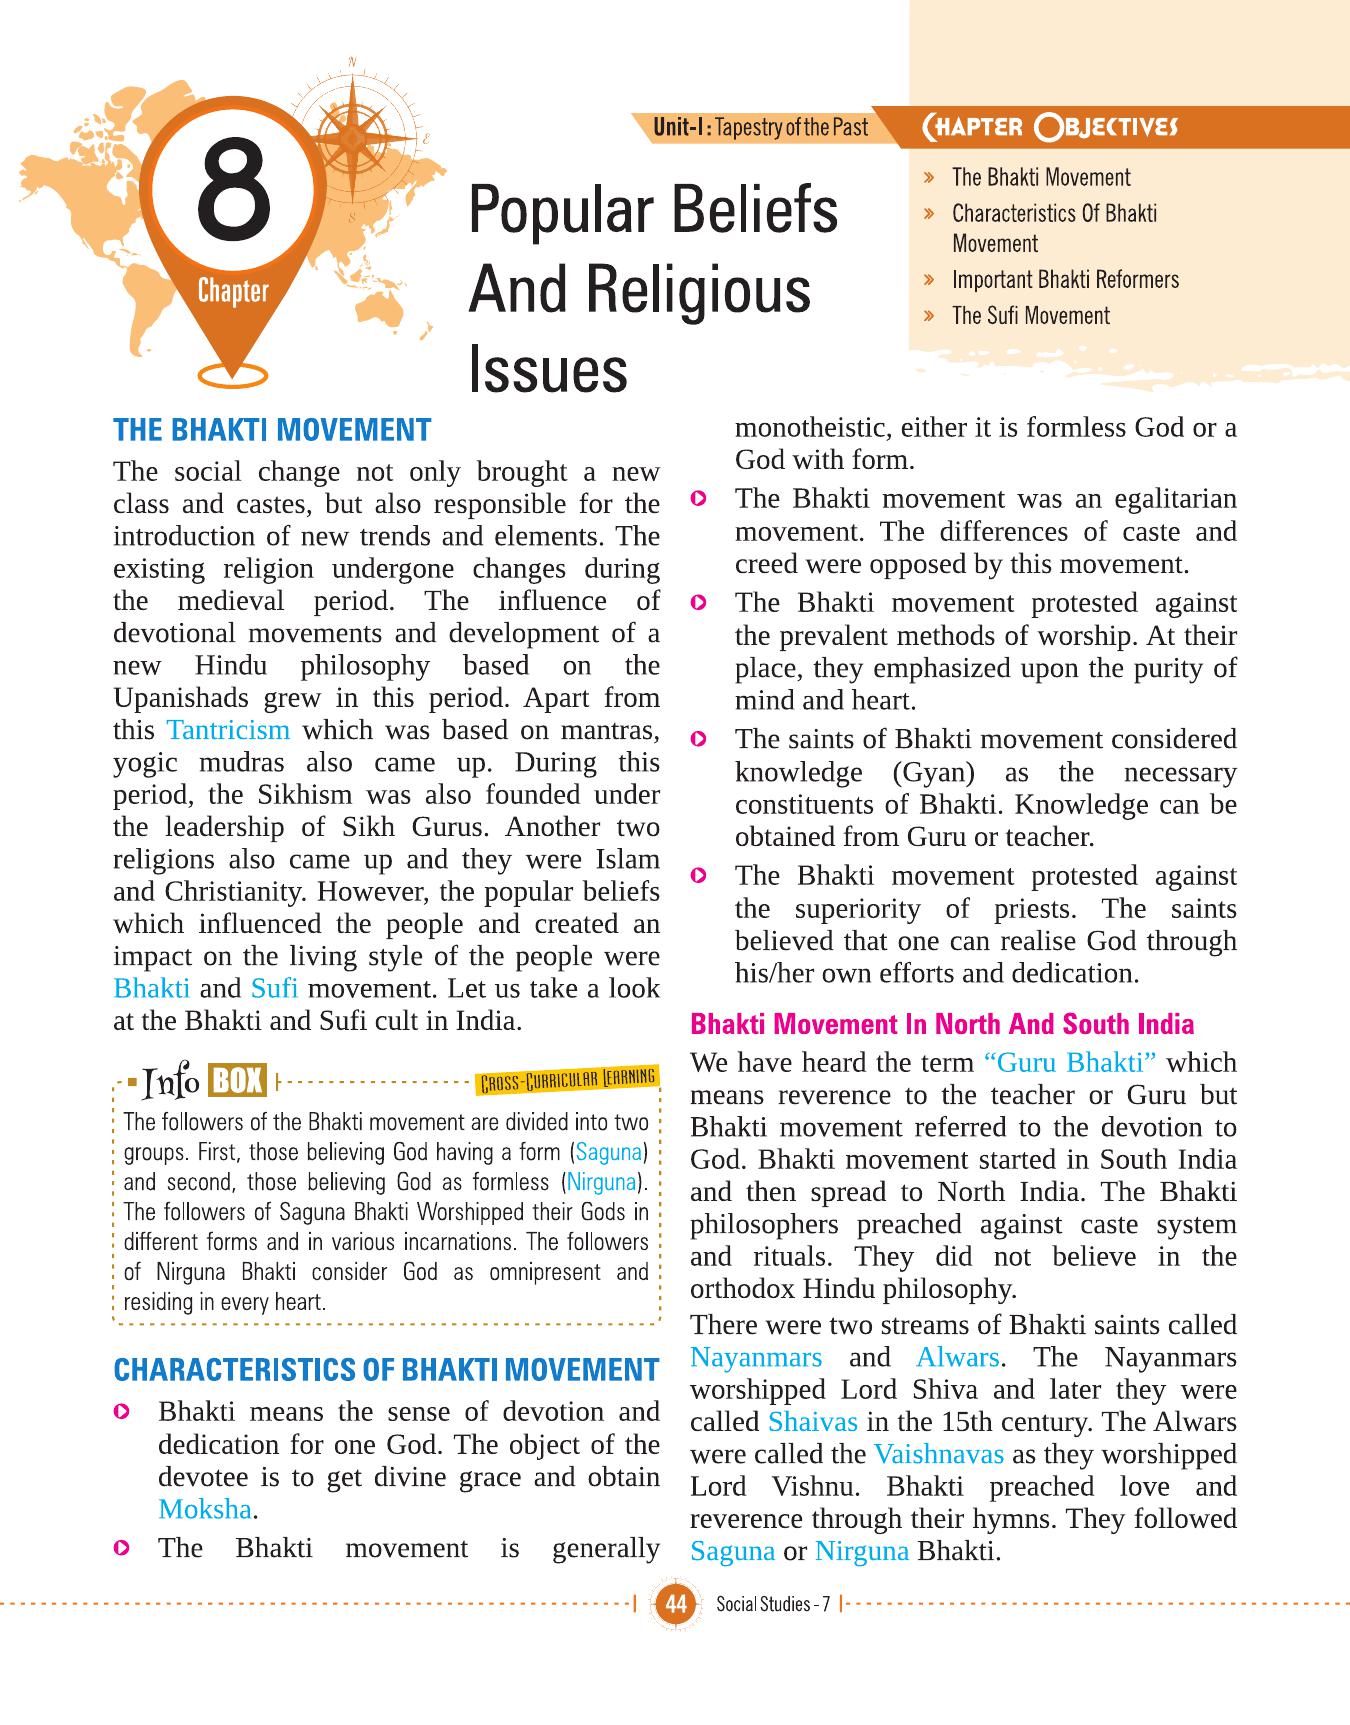 N
E
S
8
Chapter
Unit-I : Tapestry of the Past
Popular Beliefs
And Religious
Issues
CHAPTER OBJECTIVES
» The Bhakti Movement
» Characteristics Of Bhakti
Movement
» Important Bhakti Reformers
» The Sufi Movement
THE BHAKTI MOVEMENT
The social change not only brought a new
class and castes, but also responsible for the
introduction of new trends and elements. The
existing religion undergone changes during
the medieval period. The influence of
devotional movements and development of a
new Hindu philosophy based on the
Upanishads grew in this period. Apart from
this Tantricism which was based on mantras,
yogic mudras also came up. During this
period, the Sikhism was also founded under
the leadership of Sikh Gurus. Another two
religions also came up and they were Islam
and Christianity. However, the popular beliefs
which influenced the people and created an
impact on the living style of the people were
Bhakti and Sufi movement. Let us take a look
at the Bhakti and Sufi cult in India.
Info BOX
CROSS-CURRICULAR LEARNING
The followers of the Bhakti movement are divided into two
groups. First, those believing God having a form (Saguna)
and second, those believing God as formless (Nirguna).
The followers of Saguna Bhakti Worshipped their Gods in
different forms and in various incarnations. The followers
of Nirguna Bhakti consider God as omnipresent and
residing in every heart.
CHARACTERISTICS OF BHAKTI MOVEMENT
Bhakti means the sense of devotion and
dedication for one God. The object of the
devotee is to get divine grace and obtain
Moksha.
The Bhakti movement is generally
monotheistic, either it is formless God or a
God with form.
The Bhakti movement was an egalitarian
movement. The differences of caste and
creed were opposed by this movement.
The Bhakti movement protested against
the prevalent methods of worship. At their
place, they emphasized upon the purity of
mind and heart.
The saints of Bhakti movement considered
knowledge (Gyan) as the necessary
constituents of Bhakti. Knowledge can be
obtained from Guru or teacher.
The Bhakti movement protested against
the superiority of priests. The saints
believed that one can realise God through
his/her own efforts and dedication.
Bhakti Movement In North And South India
We have heard the term “Guru Bhakti” which
means reverence to the teacher or Guru but
Bhakti movement referred to the devotion to
God. Bhakti movement started in South India
and then spread to North India. The Bhakti
philosophers preached against caste system
and rituals. They did not believe in the
orthodox Hindu philosophy.
There were two streams of Bhakti saints called
Nayanmars and Alwars. The Nayanmars
worshipped Lord Shiva and later they were
called Shaivas in the 15th century. The Alwars
were called the Vaishnavas as they worshipped
Lord Vishnu. Bhakti preached love and
reverence through their hymns. They followed
Saguna or Nirguna Bhakti.
44 Social Studies - 7